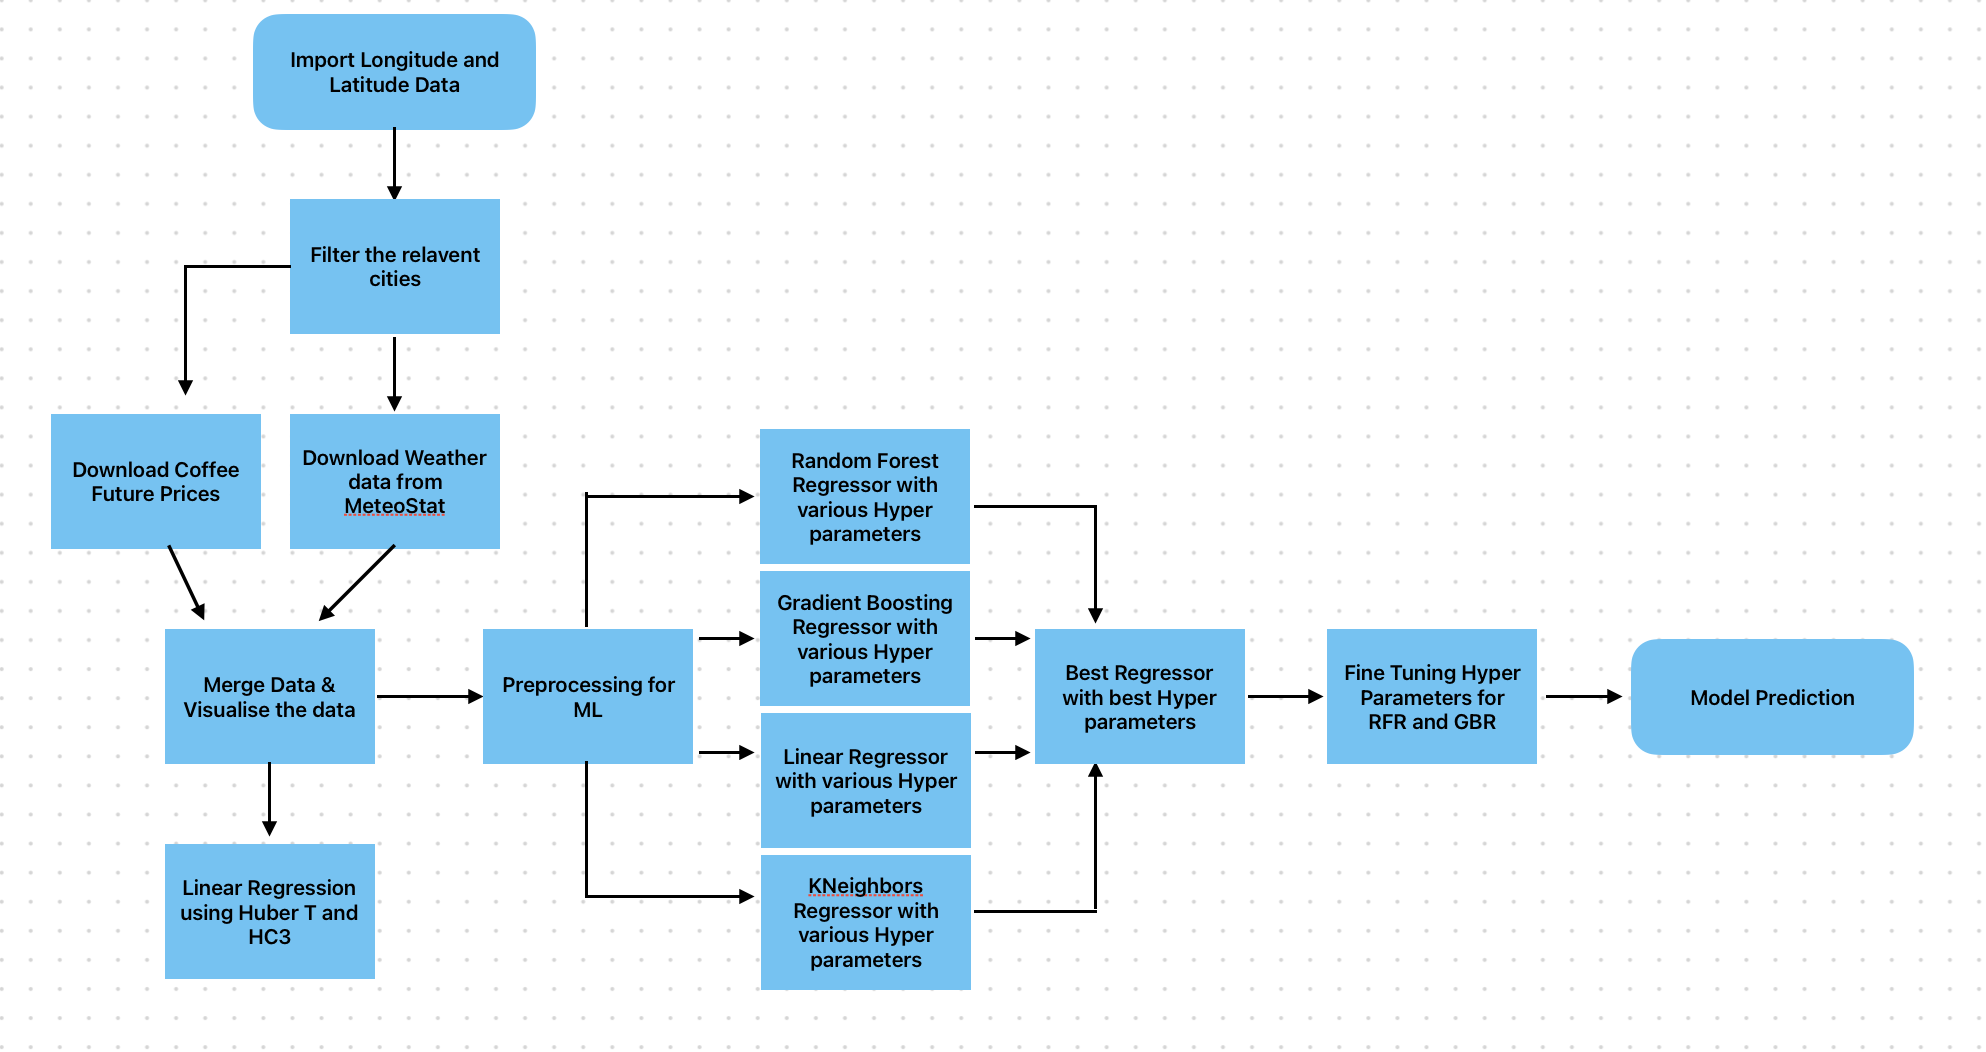 Import Longitude and
Latitude Data
Filter the relavent
cities
Download Coffee
Future Prices
Download Weather
data from
MeteoStat
Merge Data &
Visualise the data
Linear Regression
using Huber T and
HC3
Preprocessing for
ML
Random Forest
Regressor with
various Hyper
parameters
Gradient Boosting
Regressor with
various Hyper
parameters
Linear Regressor
with various Hyper
parameters
KNeighbors
Regressor with
various Hyper
parameters
Best Regressor
with best Hyper
parameters
Fine Tuning Hyper
Parameters for
RFR and GBR
Model Prediction